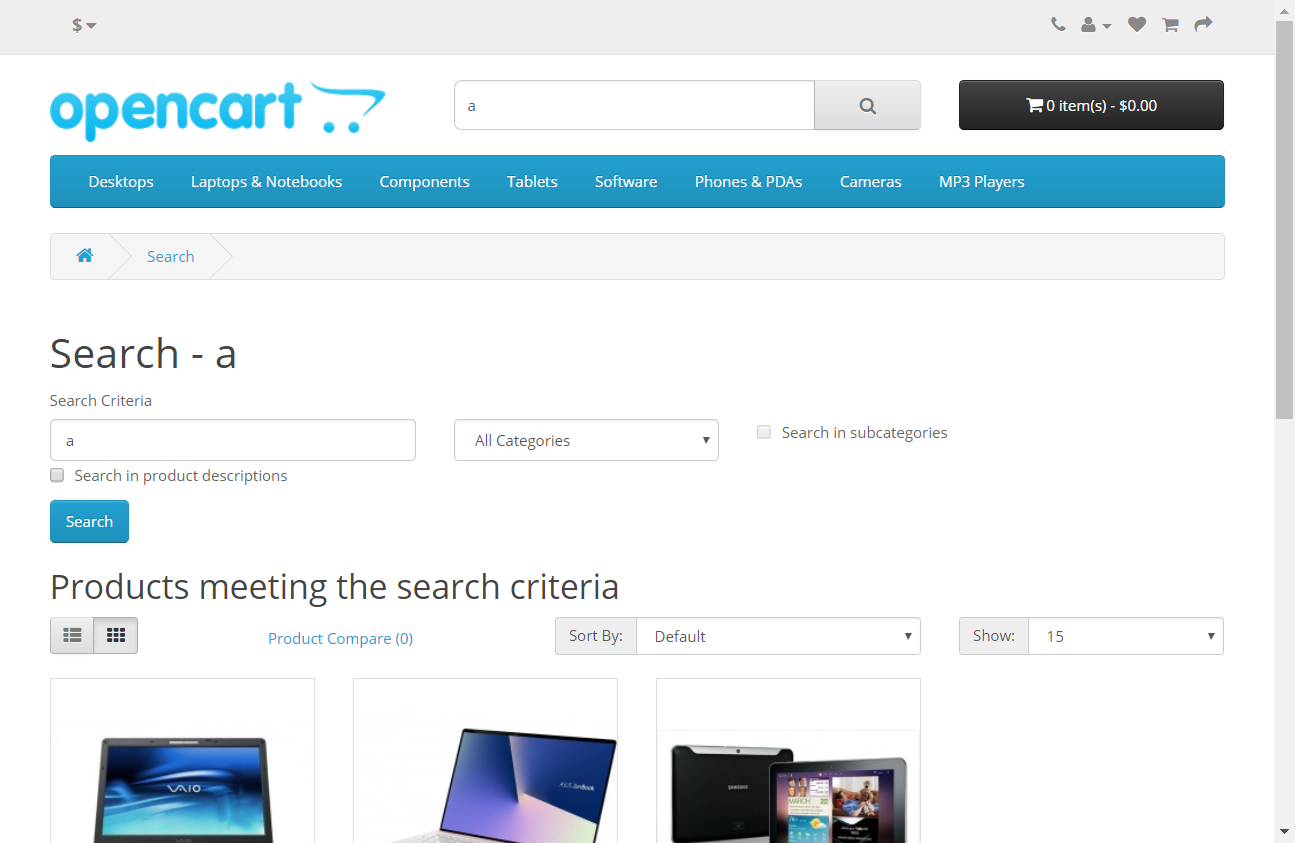 $
opencart
a
0 item(s) - $0.00
Desktops
Laptops & Notebooks
Components
Tablets
Software
Phones & PDAs
Cameras
MP3 Players
Search
Search - a
Search Criteria
a
All Categories
Search in subcategories
Search in product descriptions
Search
Products meeting the search criteria
Product Compare (0)
Sort By:
Default
Show:
15
VAIO
ASUS ZenBook
SAMSUNG
MARCH 22